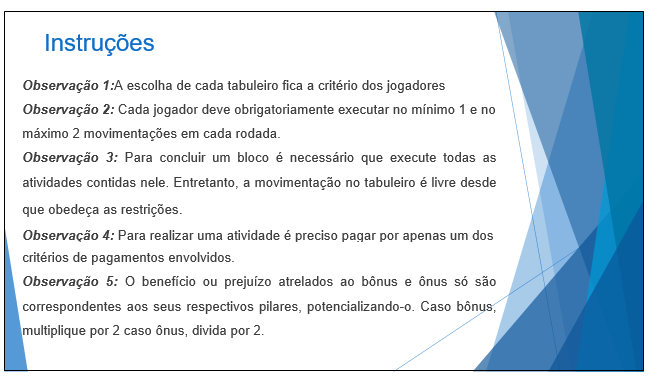 Instruções
Observação 1:A escolha de cada tabuleiro fica a critério dos jogadores
Observação 2: Cada jogador deve obrigatoriamente executar no mínimo 1 e no
máximo 2 movimentações em cada rodada.
Observação 3: Para concluir um bloco é necessário que execute todas as
atividades contidas nele. Entretanto, a movimentação no tabuleiro é livre desde
que obedeça as restrições.
Observação 4: Para realizar uma atividade é preciso pagar por apenas um dos
critérios de pagamentos envolvidos.
Observação 5: O benefício ou prejuízo atrelados ao bônus e ônus só são
correspondentes aos seus respectivos pilares, potencializando-o. Caso bônus,
multiplique por 2 caso ônus, divida por 2.